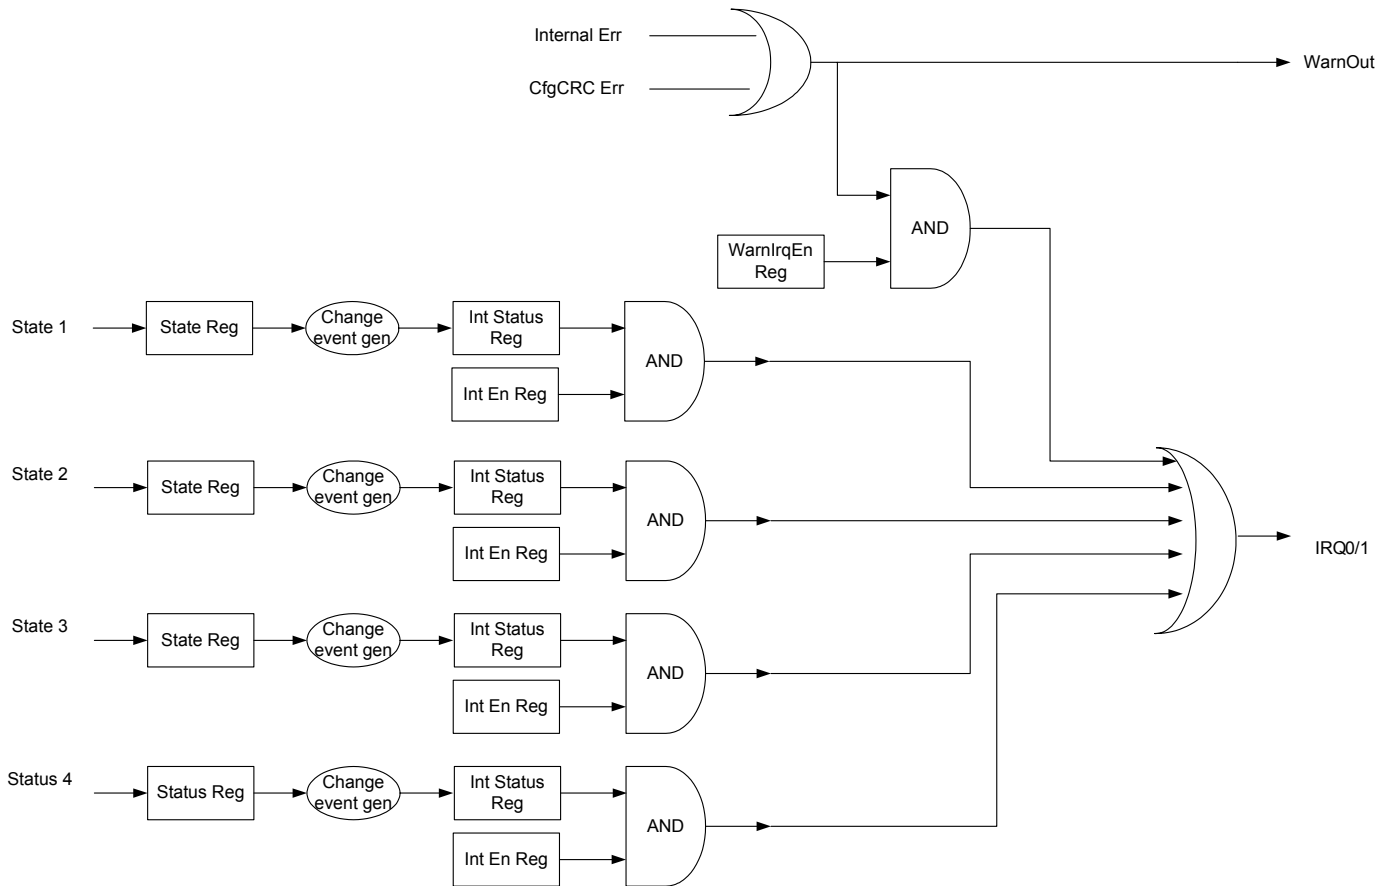 Internal Err
WarnOut
CfgCRC Err
AND
WarnIrqEn
Reg
State 1
State Reg
Change
event gen
Int Status
Reg
AND
Int En Reg
State 2
State Reg
Change
event gen
Int Status
Reg
AND
Int En Reg
IRQ0/1
State 3
State Reg
Change
event gen
Int Status
Reg
AND
Int En Reg
Status 4
Status Reg
Change
event gen
Int Status
Reg
AND
Int En Reg